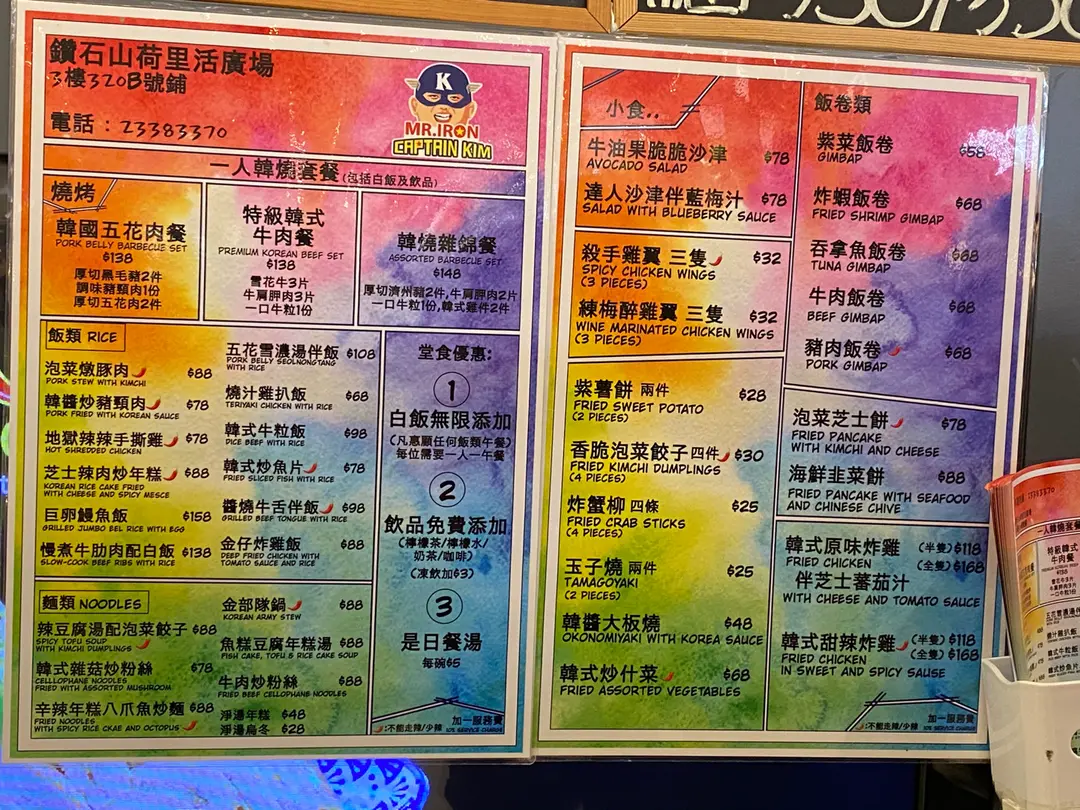 鑽石山荷里活廣場
3樓320B號鋪
電話：23383370
K
MR.IRON
CAPTAIN KIM
一人韓燒套餐(包括白飯及飲品)
燒烤
韓國五花肉餐
PORK BELLY BARBECUE SET
$138
厚切黑毛豬2件
調味豬頸肉1份
厚切五花肉2件
特級韓式
牛肉餐
PREMIUM KOREAN BEEF SET
$138
雪花牛3片
牛肩胛肉3片
一口牛粒1份
韓燒雜錦餐
ASSORTED BARBECUE SET
$148
厚切濟州豬2件,牛肩胛肉2片
一口牛粒1份,韓式雞件2件
飯類 RICE
泡菜燉豚肉 $88
PORK STEW WITH KIMCHI
韓醬炒豬頸肉 $78
PORK FRIED WITH KOREAN SAUCE
地獄辣辣手撕雞 $78
HOT SHREDDED CHICKEN
芝士辣肉炒年糕 $88
KOREAN RICE CAKE FRIED
WITH CHEESE AND SPICY MESCE
巨卵鰻魚飯 $158
GRILLED JUMBO EEL RICE WITH EGG
慢煮牛肋肉配白飯 $138
SLOW-COOK BEEF RIBS WITH RICE
五花雪濃湯伴飯 $108
PORK BELLY SEOLNONGTANG
WITH RICE
燒汁雞扒飯 $68
TERIYAKI CHICKEN WITH RICE
韓式牛粒飯 $98
DICE BEEF WITH RICE
韓式炒魚片 $78
FRIED SLICED FISH WITH RICE
醬燒牛舌伴飯 $98
GRILLED BEEF TONGUE WITH RICE
金仔炸雞飯 $88
DEEP FRIED CHICKEN WITH
TOMATO SAUCE AND RICE
麵類 NOODLES
辣豆腐湯配泡菜餃子 $88
SPICY TOFU SOUP
WITH KIMCHI DUMPLINGS
韓式雜菇炒粉絲 $78
CELLLOPHANE NOODLES
FRIED WITH ASSORTED MUSHROOM
辛辣年糕八爪魚炒麵 $88
FRIED NOODLES
WITH SPICY RICE CKAE AND OCTOPUS
金部隊鍋 $88
KOREAN ARMY STEW
魚糕豆腐年糕湯 $88
FISH CAKE, TOFU & RICE CAKE SOUP
牛肉炒粉絲 $88
FRIED BEEF CELLOPHANE NOODLES
淨湯年糕 $48
淨湯烏冬 $28
堂食優惠:
1
白飯無限添加
(凡惠顧任何飯類午餐)
每位需要一人一午餐
2
飲品免費添加
(檸檬茶/檸檬水/
奶茶/咖啡)
(凍飲加$3)
3
是日餐湯
每碗$5
:不能走辣/少辣
加一服務費
10% SERVICE CHARGE
小食..
牛油果脆脆沙津 $78
AVOCADO SALAD
達人沙津伴藍梅汁 $78
SALAD WITH BLUEBERRY SAUCE
殺手雞翼 三隻 $32
SPICY CHICKEN WINGS
(3 PIECES)
練梅醉雞翼 三隻 $32
WINE MARINATED CHICKEN WINGS
(3 PIECES)
紫薯餅 兩件 $28
FRIED SWEET POTATO
(2 PIECES)
香脆泡菜餃子 四件 $30
FRIED KIMCHI DUMPLINGS
(4 PIECES)
炸蟹柳 四條 $25
FRIED CRAB STICKS
(4 PIECES)
玉子燒 兩件 $25
TAMAGOYAKI
(2 PIECES)
韓醬大板燒 $48
OKONOMIYAKI WITH KOREA SAUCE
韓式炒什菜 $68
FRIED ASSORTED VEGETABLES
飯卷類
紫菜飯卷 $58
GIMBAP
炸蝦飯卷 $68
FRIED SHRIMP GIMBAP
吞拿魚飯卷 $68
TUNA GIMBAP
牛肉飯卷 $68
BEEF GIMBAP
豬肉飯卷 $68
PORK GIMBAP
泡菜芝士餅 $78
FRIED PANCAKE
WITH KIMCHI AND CHEESE
海鮮韭菜餅 $88
FRIED PANCAKE WITH SEAFOOD
AND CHINESE CHIVE
韓式原味炸雞 (半隻)$118
FRIED CHICKEN (全隻)$168
伴芝士蕃茄汁
WITH CHEESE AND TOMATO SAUCE
韓式甜辣炸雞 (半隻)$118
FRIED CHICKEN (全隻)$168
IN SWEET AND SPICY SAUSE
:不能走辣/少辣
加一服務費
10% SERVICE CHARGE